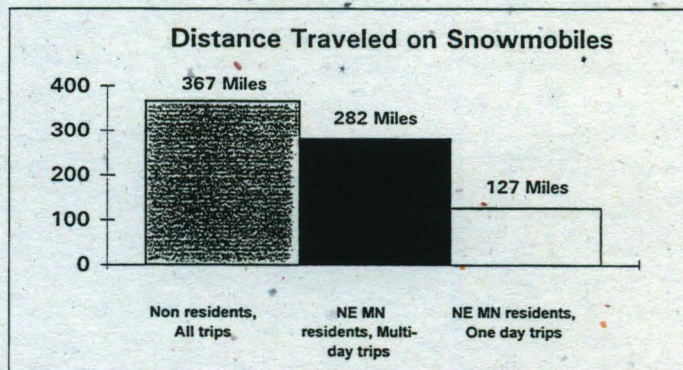 Distance Traveled on Snowmobiles
367 Miles
282 Miles
127 Miles
400
300
200
100
0
Non residents,
All trips
NE MN
residents, Multi-
day trips
NE MN residents,
One day trips